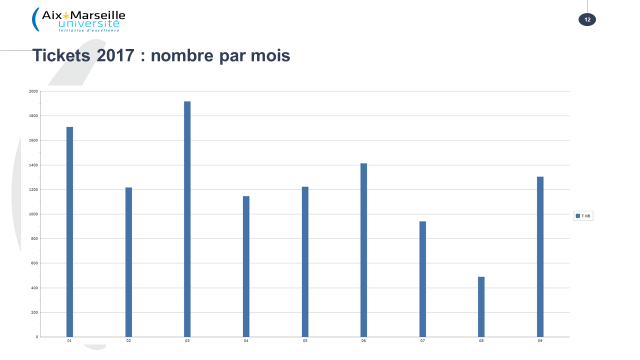 Aix Marseille
université
Initiative d'excellence
12
Tickets 2017 : nombre par mois
2000
1800
1600
1400
1200
1000
800
600
400
200
0
01 02 03 04 05 06 07 08 09